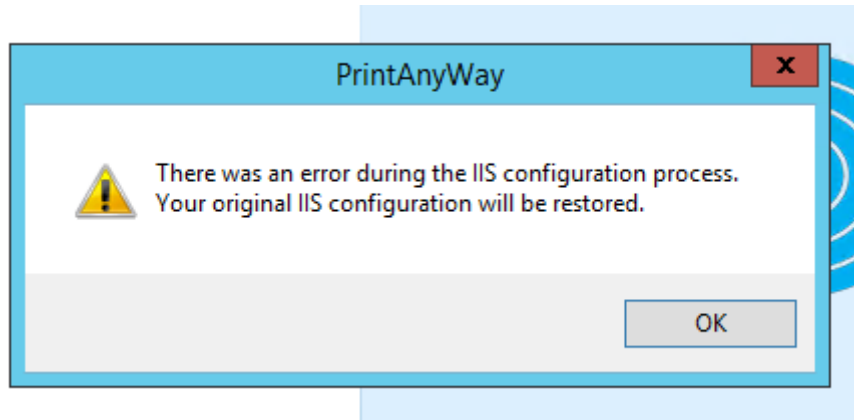 PrintAnyWay
x
There was an error during the IIS configuration process.
Your original IIS configuration will be restored.
OK